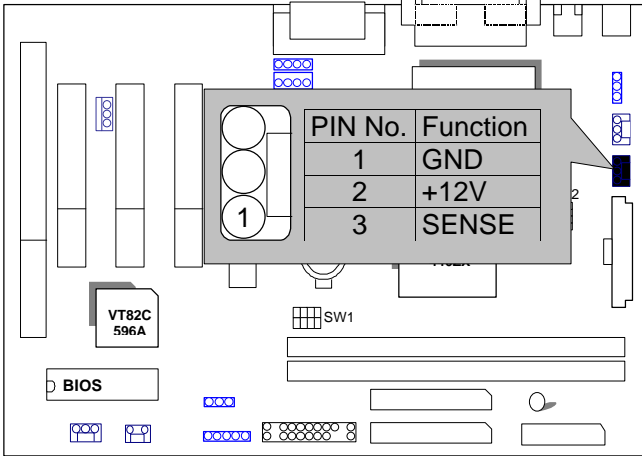 PIN No. Function
1 GND
2 +12V
3 SENSE
1
2
SW1
VT82C
596A
BIOS